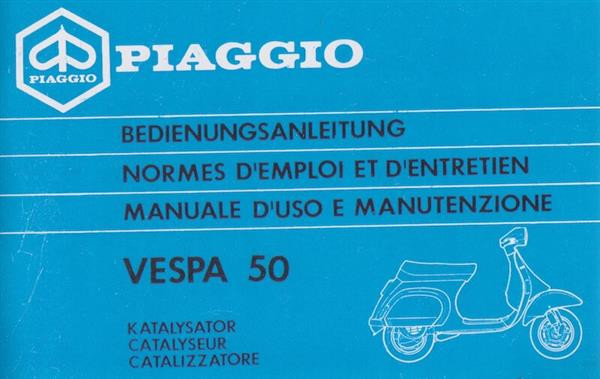 PIAGGIO
PIAGGIO
BEDIENUNGSANLEITUNG
NORMES D'EMPLOI ET D'ENTRETIEN
MANUALE D'USO E MANUTENZIONE
VESPA 50
KATALYSATOR
CATALYSEUR
CATALIZZATORE